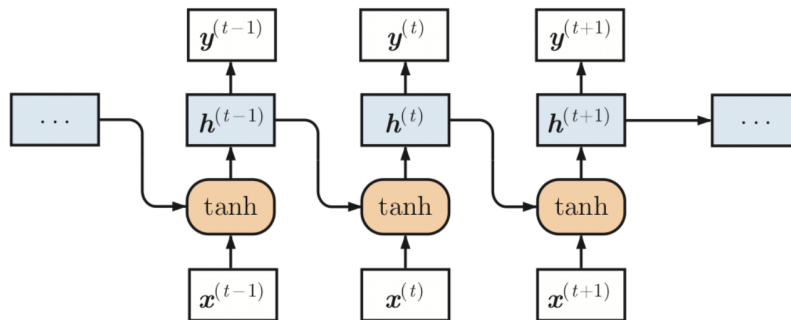 y^(t−1) y^(t) y^(t+1)
... h^(t−1) h^(t) h^(t+1) ...
tanh tanh tanh
x^(t−1) x^(t) x^(t+1)